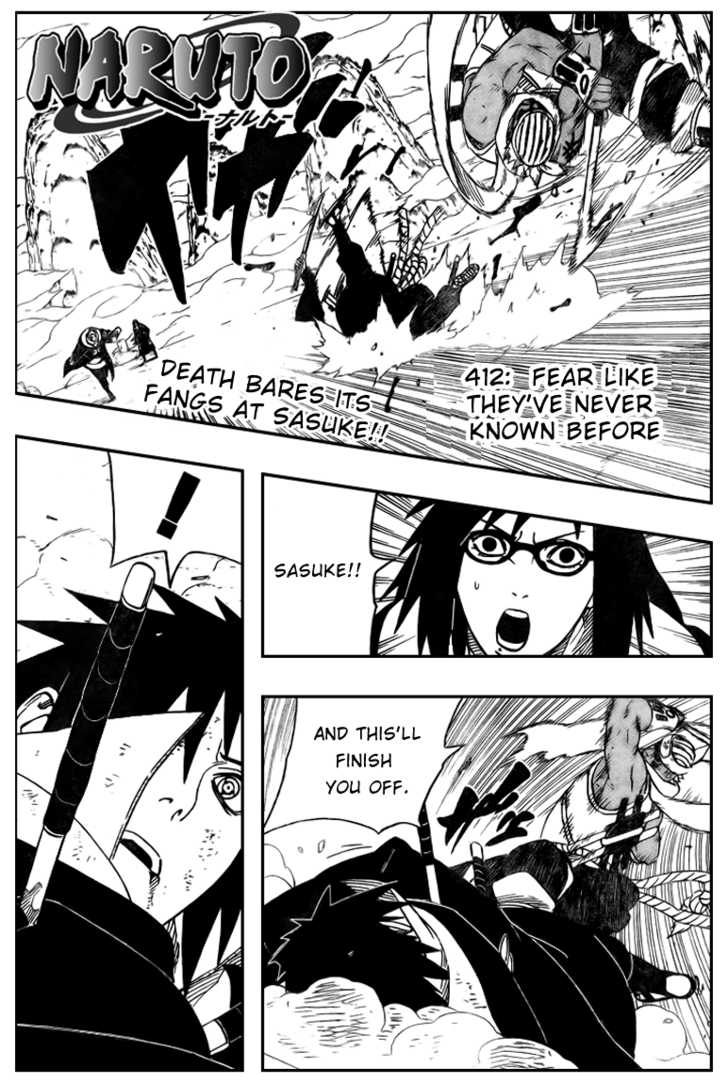 NARUTO
-ナルト-
DEATH BARES ITS
FANGS AT SASUKE!!
412: FEAR LIKE
THEY'VE NEVER
KNOWN BEFORE
!
SASUKE!!
AND THIS'LL
FINISH
YOU OFF.